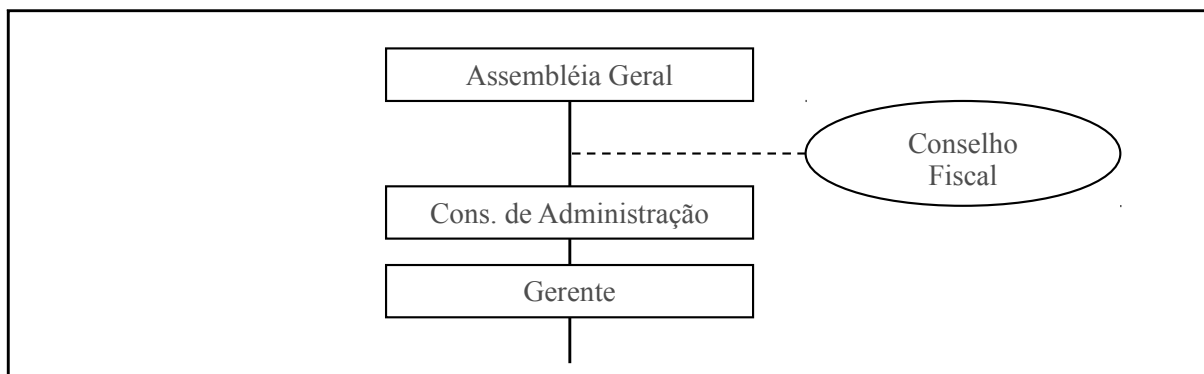 Assembléia Geral
Conselho
Fiscal
Cons. de Administração
Gerente